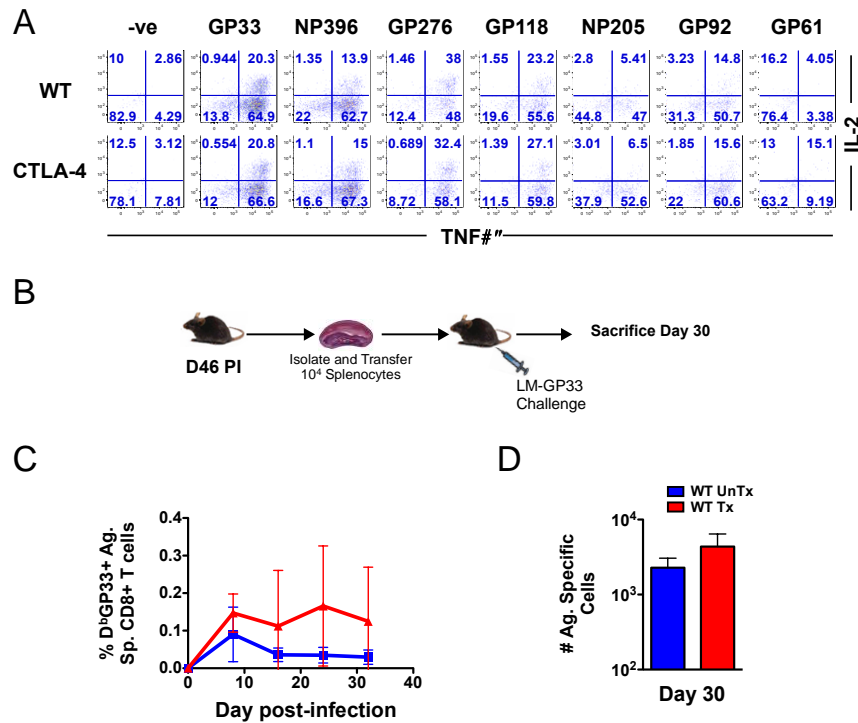 A
-ve GP33 NP396 GP276 GP118 NP205 GP92 GP61
WT
10 2.86 0.944 20.3 1.35 13.9 1.46 38 1.55 23.2 2.8 5.41 3.23 14.8 16.2 4.05
82.9 4.29 13.8 64.9 22 62.7 12.4 48 19.6 55.6 44.8 47 31.3 50.7 76.4 3.38
CTLA-4
12.5 3.12 0.554 20.8 1.1 15 0.689 32.4 1.39 27.1 3.01 6.5 1.85 15.6 13 15.1
78.1 7.81 12 66.6 16.6 67.3 8.72 58.1 11.5 59.8 37.9 52.6 22 60.6 63.2 9.19
IL-2
TNF#"
B
D46 PI
Isolate and Transfer
10⁴ Splenocytes
LM-GP33
Challenge
Sacrifice Day 30
C
% DᵇGP33+ Ag.
Sp. CD8+ T cells
0.4
0.3
0.2
0.1
0.0
0 10 20 30 40
Day post-infection
D
WT UnTx
WT Tx
# Ag. Specific
Cells
10⁴
10³
10²
Day 30